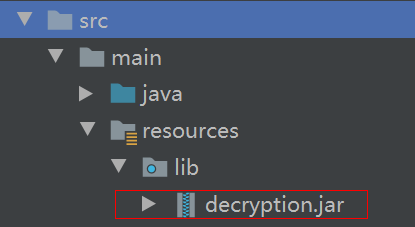 src
main
java
resources
lib
decryption.jar